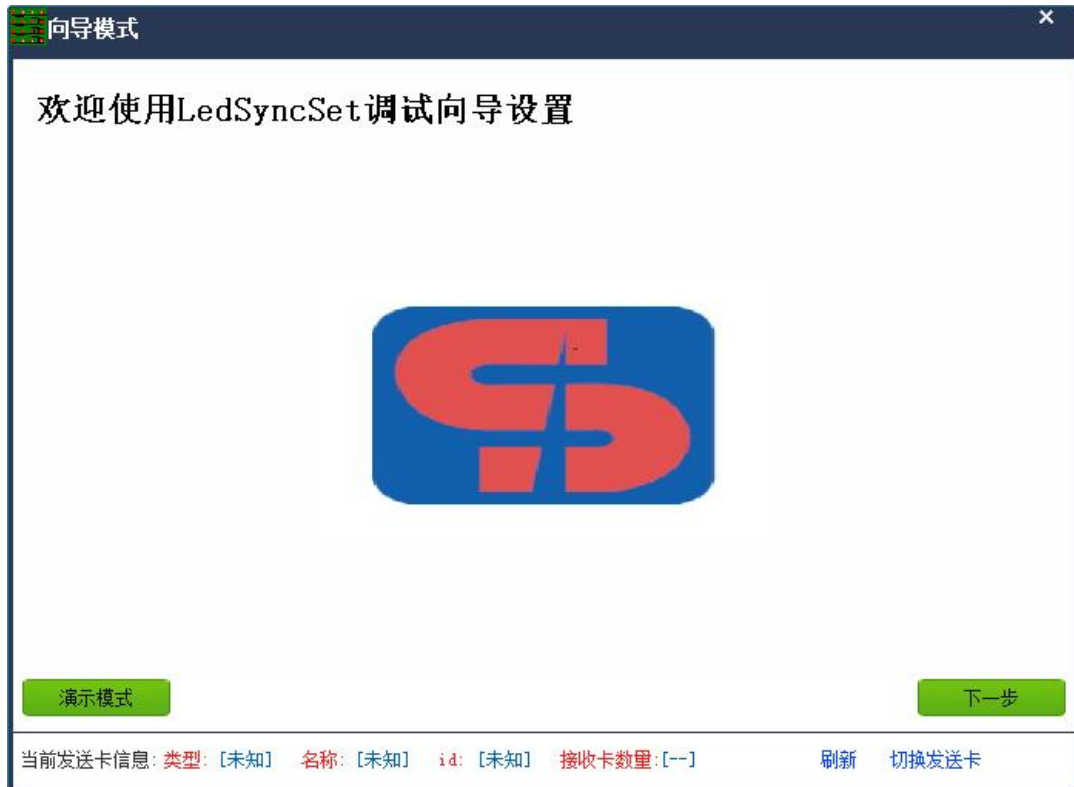 向导模式
×
欢迎使用LedSyncSet调试向导设置
演示模式
下一步
当前发送卡信息: 类型: [未知] 名称: [未知] id: [未知] 接收卡数量:[--] 刷新 切换发送卡